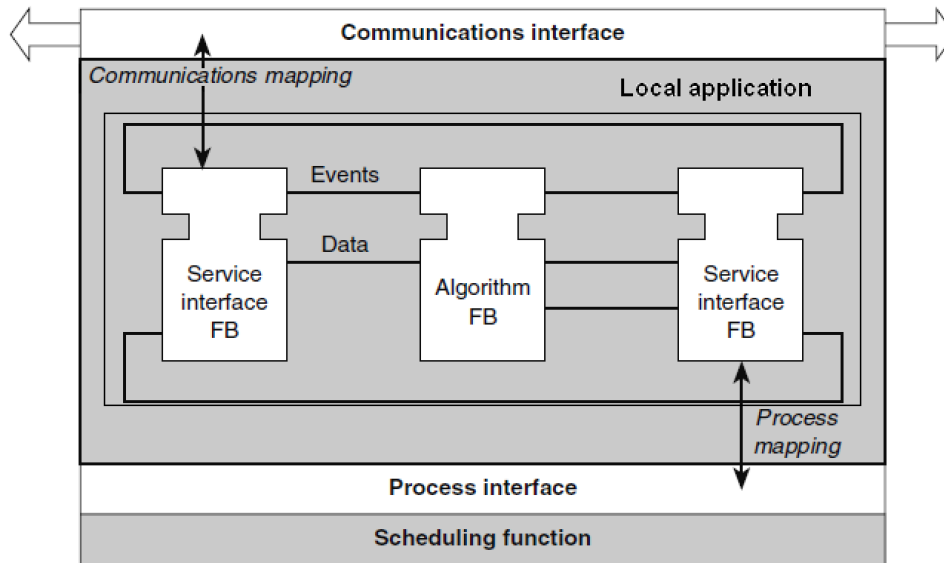 Communications interface
Communications mapping
Local application
Events
Data
Service
interface
FB
Algorithm
FB
Service
interface
FB
Process
mapping
Process interface
Scheduling function